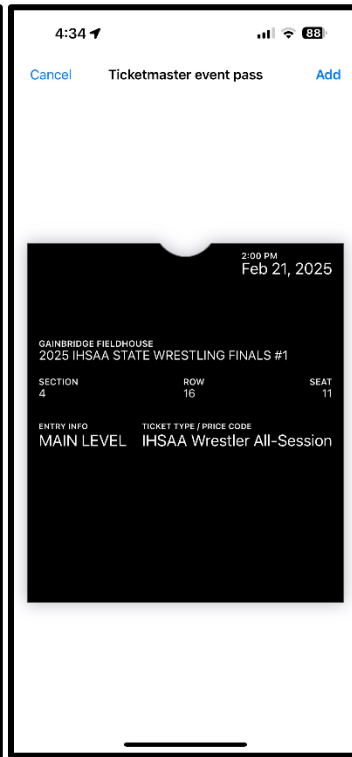 4:34 88
Cancel Ticketmaster event pass Add
2:00 PM
Feb 21, 2025
GAINBRIDGE FIELDHOUSE
2025 IHSAA STATE WRESTLING FINALS #1
SECTION ROW SEAT
4 16 11
ENTRY INFO TICKET TYPE / PRICE CODE
MAIN LEVEL IHSAA Wrestler All-Session